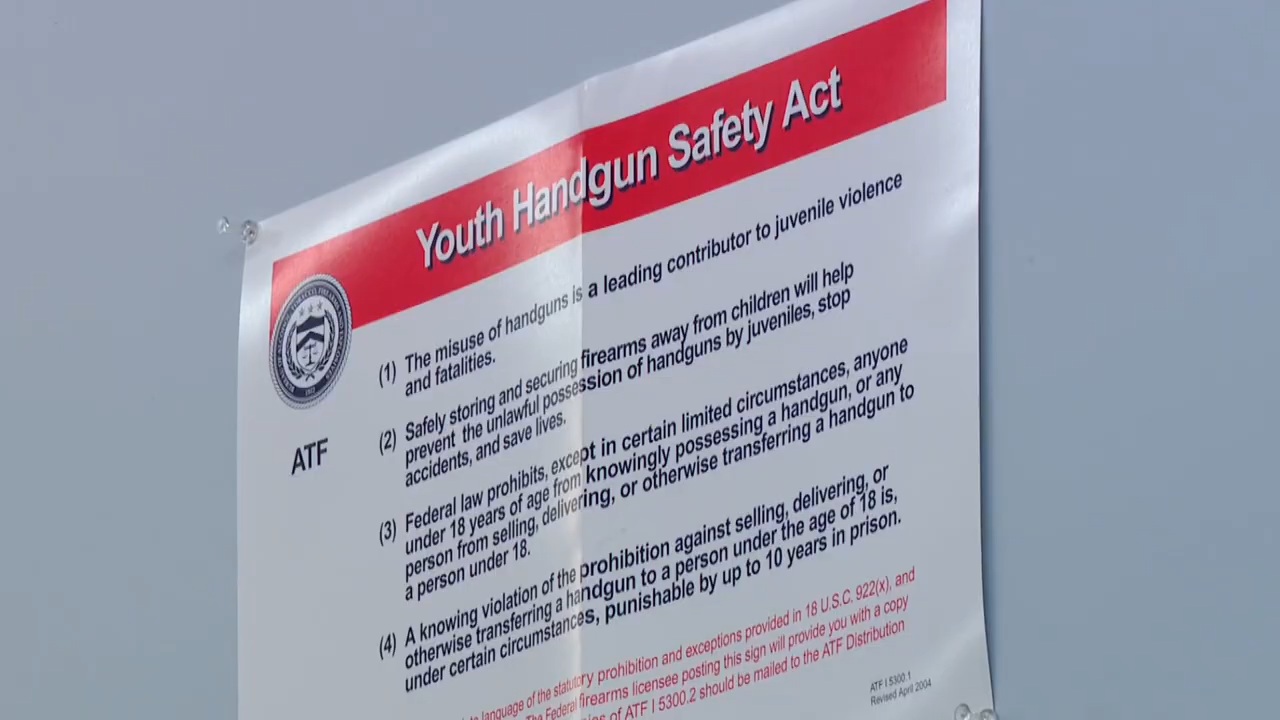 Youth Handgun Safety Act
(1) The misuse of handguns is a leading contributor to juvenile violence
and fatalities.
(2) Safely storing and securing firearms away from children will help
prevent the unlawful possession of handguns by juveniles, stop
accidents, and save lives.
ATF
(3) Federal law prohibits, except in certain limited circumstances, anyone
under 18 years of age from knowingly possessing a handgun, or any
person from selling, delivering, or otherwise transferring a handgun to
a person under 18.
(4) A knowing violation of the prohibition against selling, delivering, or
otherwise transferring a handgun to a person under the age of 18 is,
under certain circumstances, punishable by up to 10 years in prison.
language of the statutory prohibition and exceptions provided in 18 U.S.C. 922(x), and
The Federal firearms licensee posting this sign will provide you with a copy
of ATF I 5300.2 should be mailed to the ATF Distribution
ATF I 5300.1
Revised April 2004